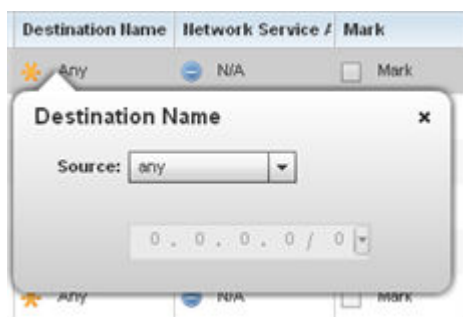 Destination Name Network Service A Mark
Any N/A Mark
Destination Name ×
Source: any
0 . 0 . 0 . 0 / 0
Any N/A Mark